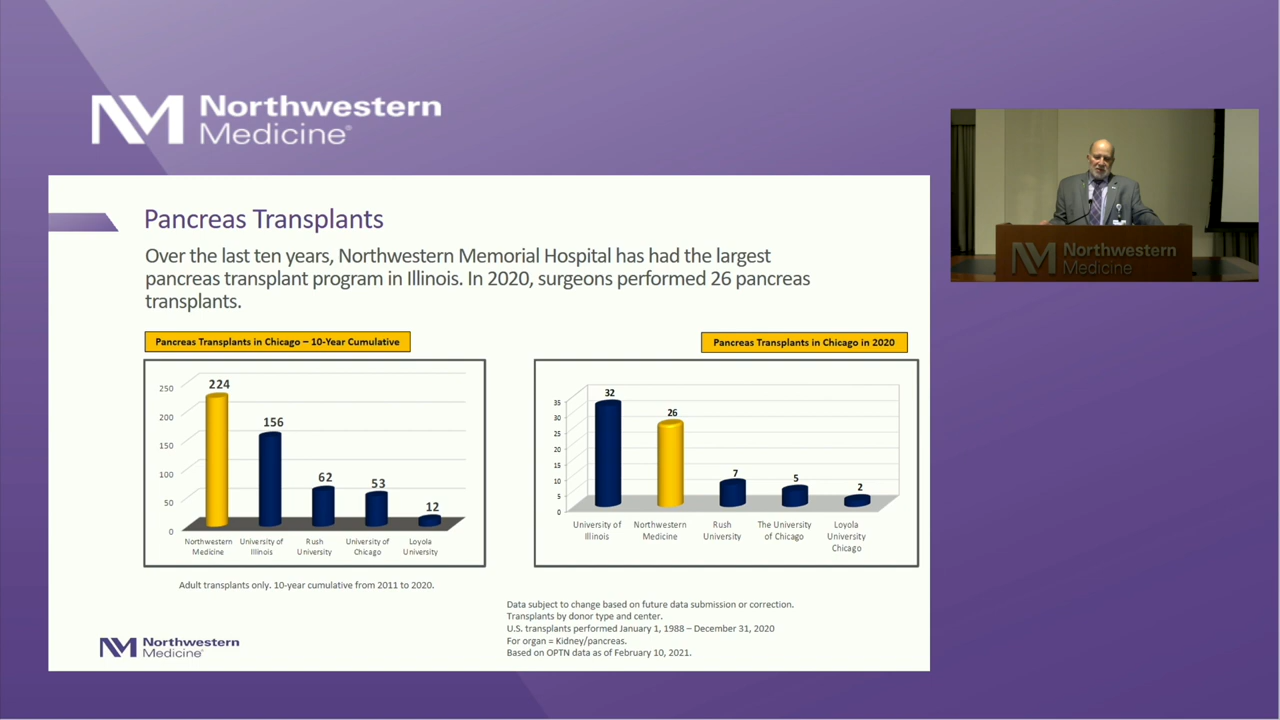 Northwestern
Medicine®
Pancreas Transplants
Over the last ten years, Northwestern Memorial Hospital has had the largest
pancreas transplant program in Illinois. In 2020, surgeons performed 26 pancreas
transplants.
Pancreas Transplants in Chicago – 10-Year Cumulative
250
200
150
100
50
0
224
156
62
53
12
Northwestern
Medicine
University of
Illinois
Rush
University
University of
Chicago
Loyola
University
Adult transplants only. 10-year cumulative from 2011 to 2020.
Pancreas Transplants in Chicago in 2020
35
30
25
20
15
10
5
0
32
26
7
5
2
University of
Illinois
Northwestern
Medicine
Rush
University
The University
of Chicago
Loyola
University
Chicago
Data subject to change based on future data submission or correction.
Transplants by donor type and center.
U.S. transplants performed January 1, 1988 – December 31, 2020
For organ = Kidney/pancreas.
Based on OPTN data as of February 10, 2021.
Northwestern
Medicine®
Northwestern
Medicine